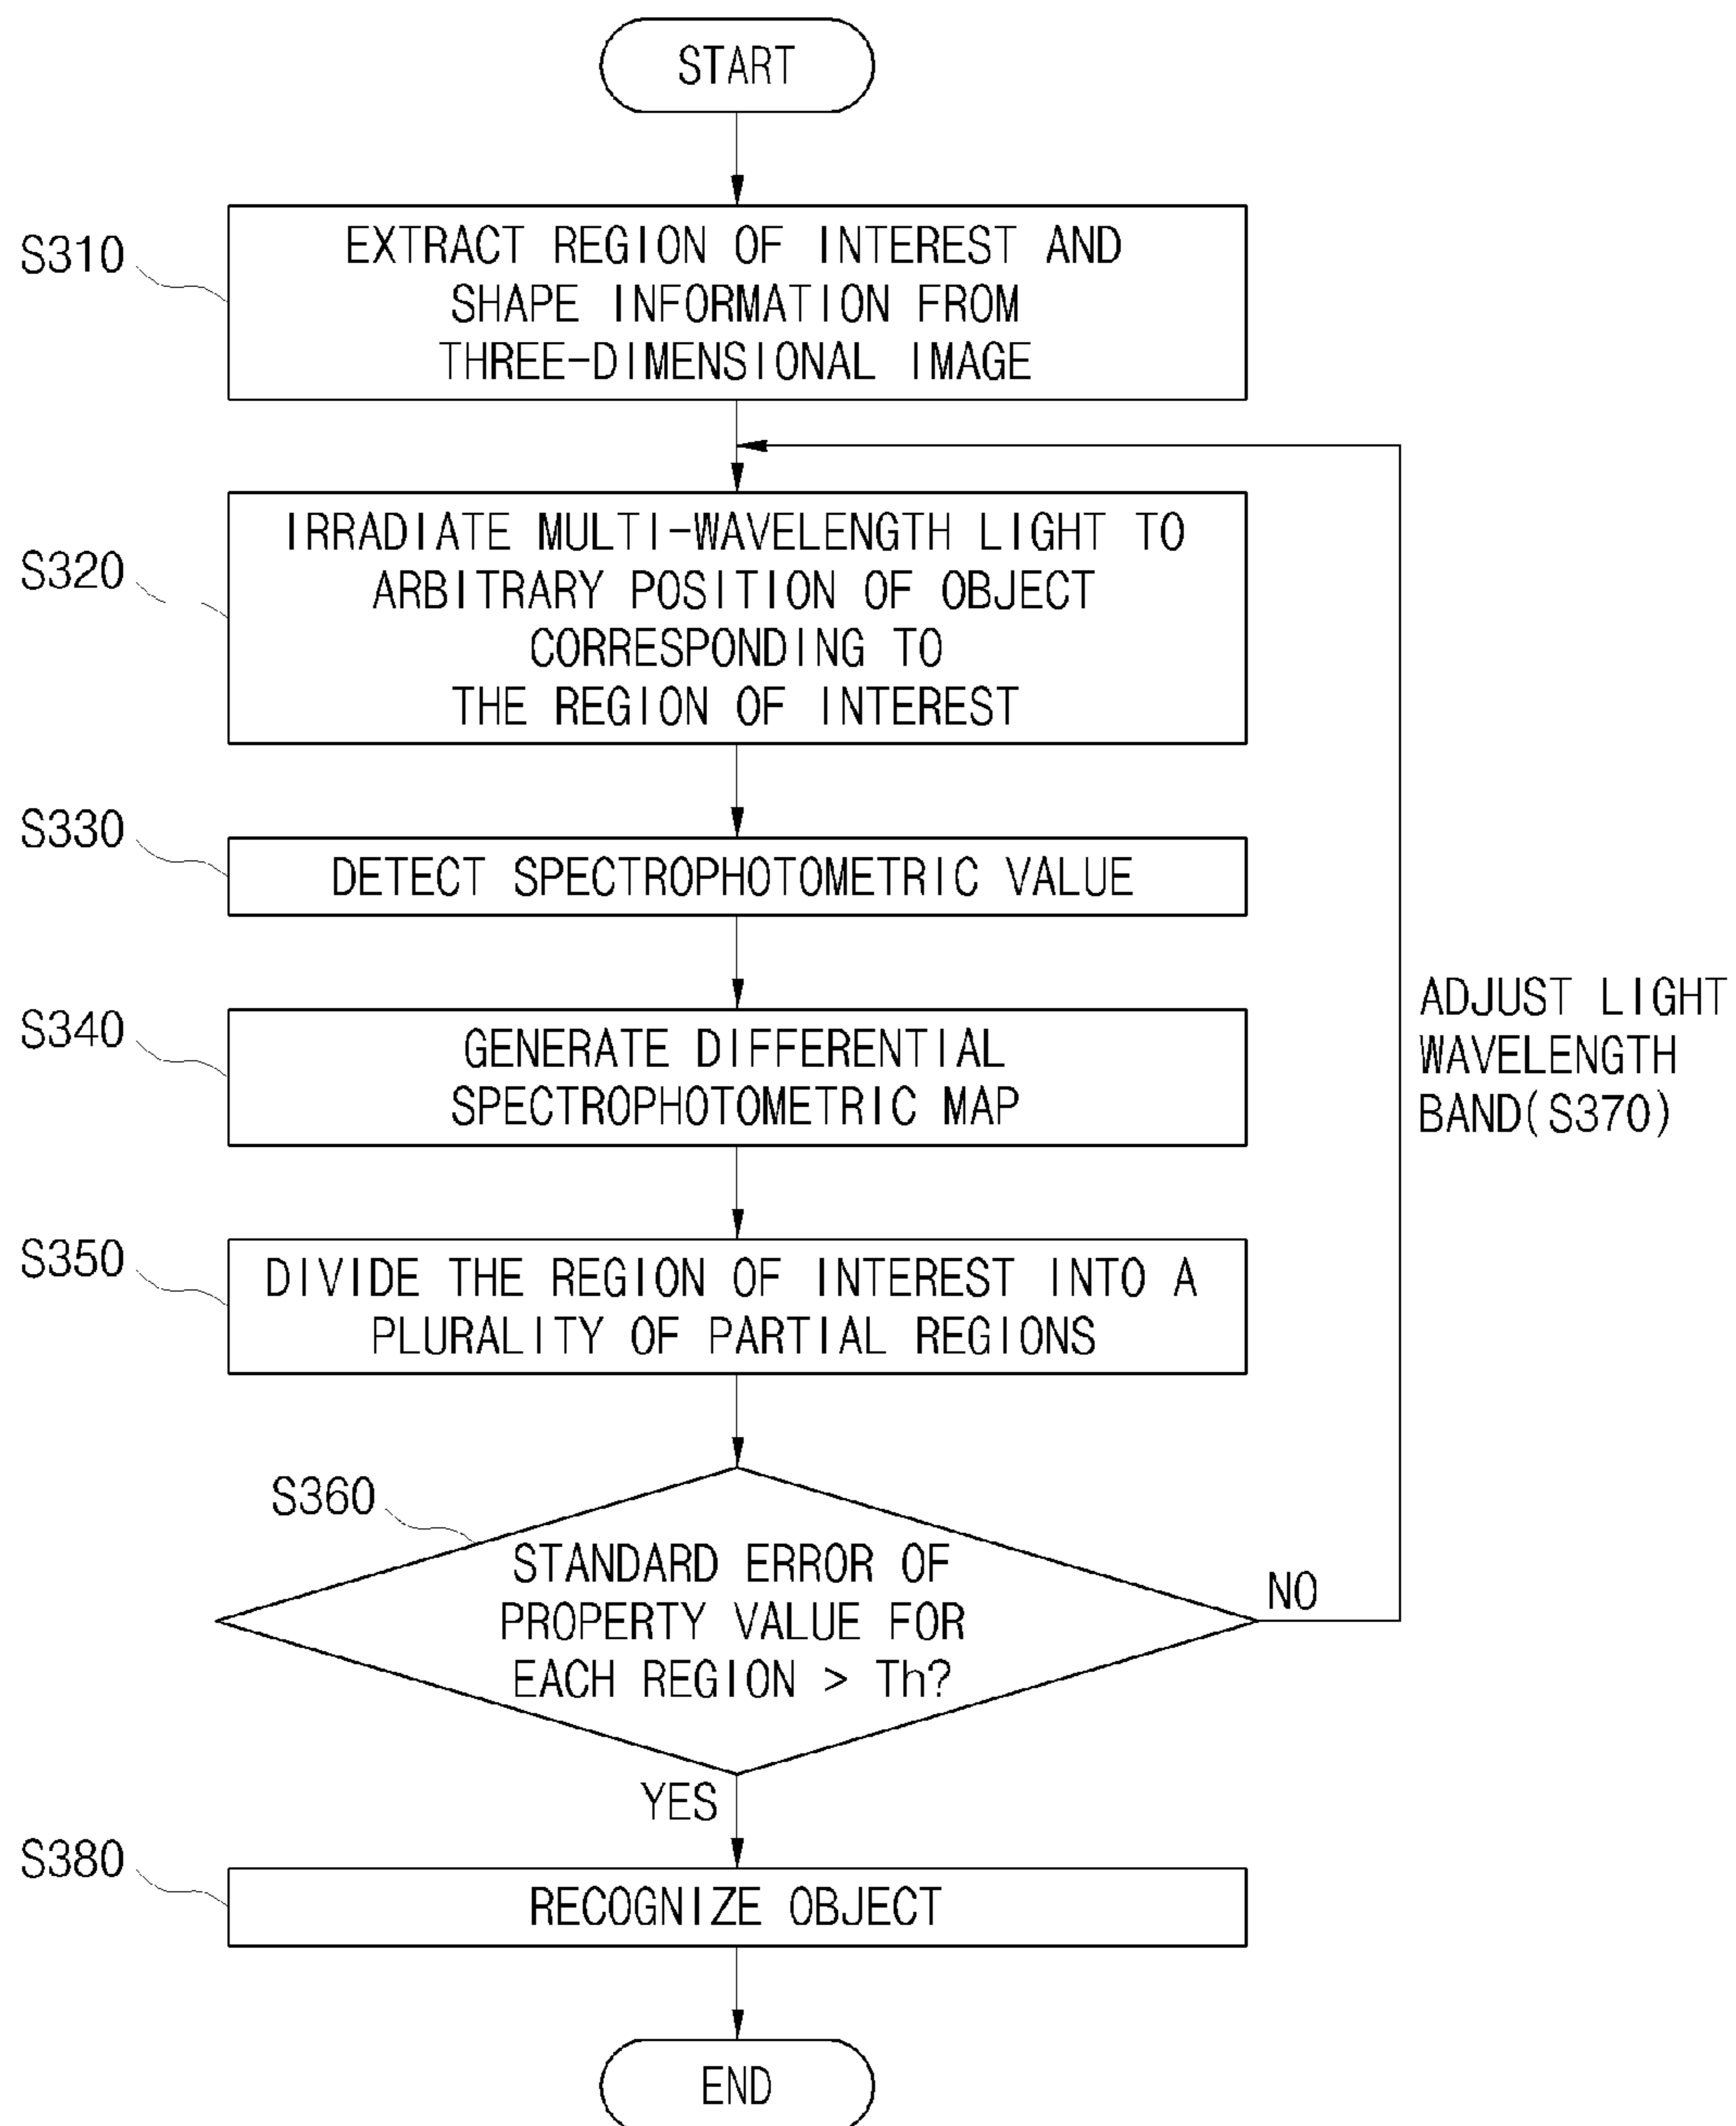 START
S310
EXTRACT REGION OF INTEREST AND
SHAPE INFORMATION FROM
THREE-DIMENSIONAL IMAGE
S320
IRRADIATE MULTI-WAVELENGTH LIGHT TO
ARBITRARY POSITION OF OBJECT
CORRESPONDING TO
THE REGION OF INTEREST
S330
DETECT SPECTROPHOTOMETRIC VALUE
S340
GENERATE DIFFERENTIAL
SPECTROPHOTOMETRIC MAP
ADJUST LIGHT
WAVELENGTH
BAND(S370)
S350
DIVIDE THE REGION OF INTEREST INTO A
PLURALITY OF PARTIAL REGIONS
S360
STANDARD ERROR OF
PROPERTY VALUE FOR
EACH REGION > Th?
NO
YES
S380
RECOGNIZE OBJECT
END